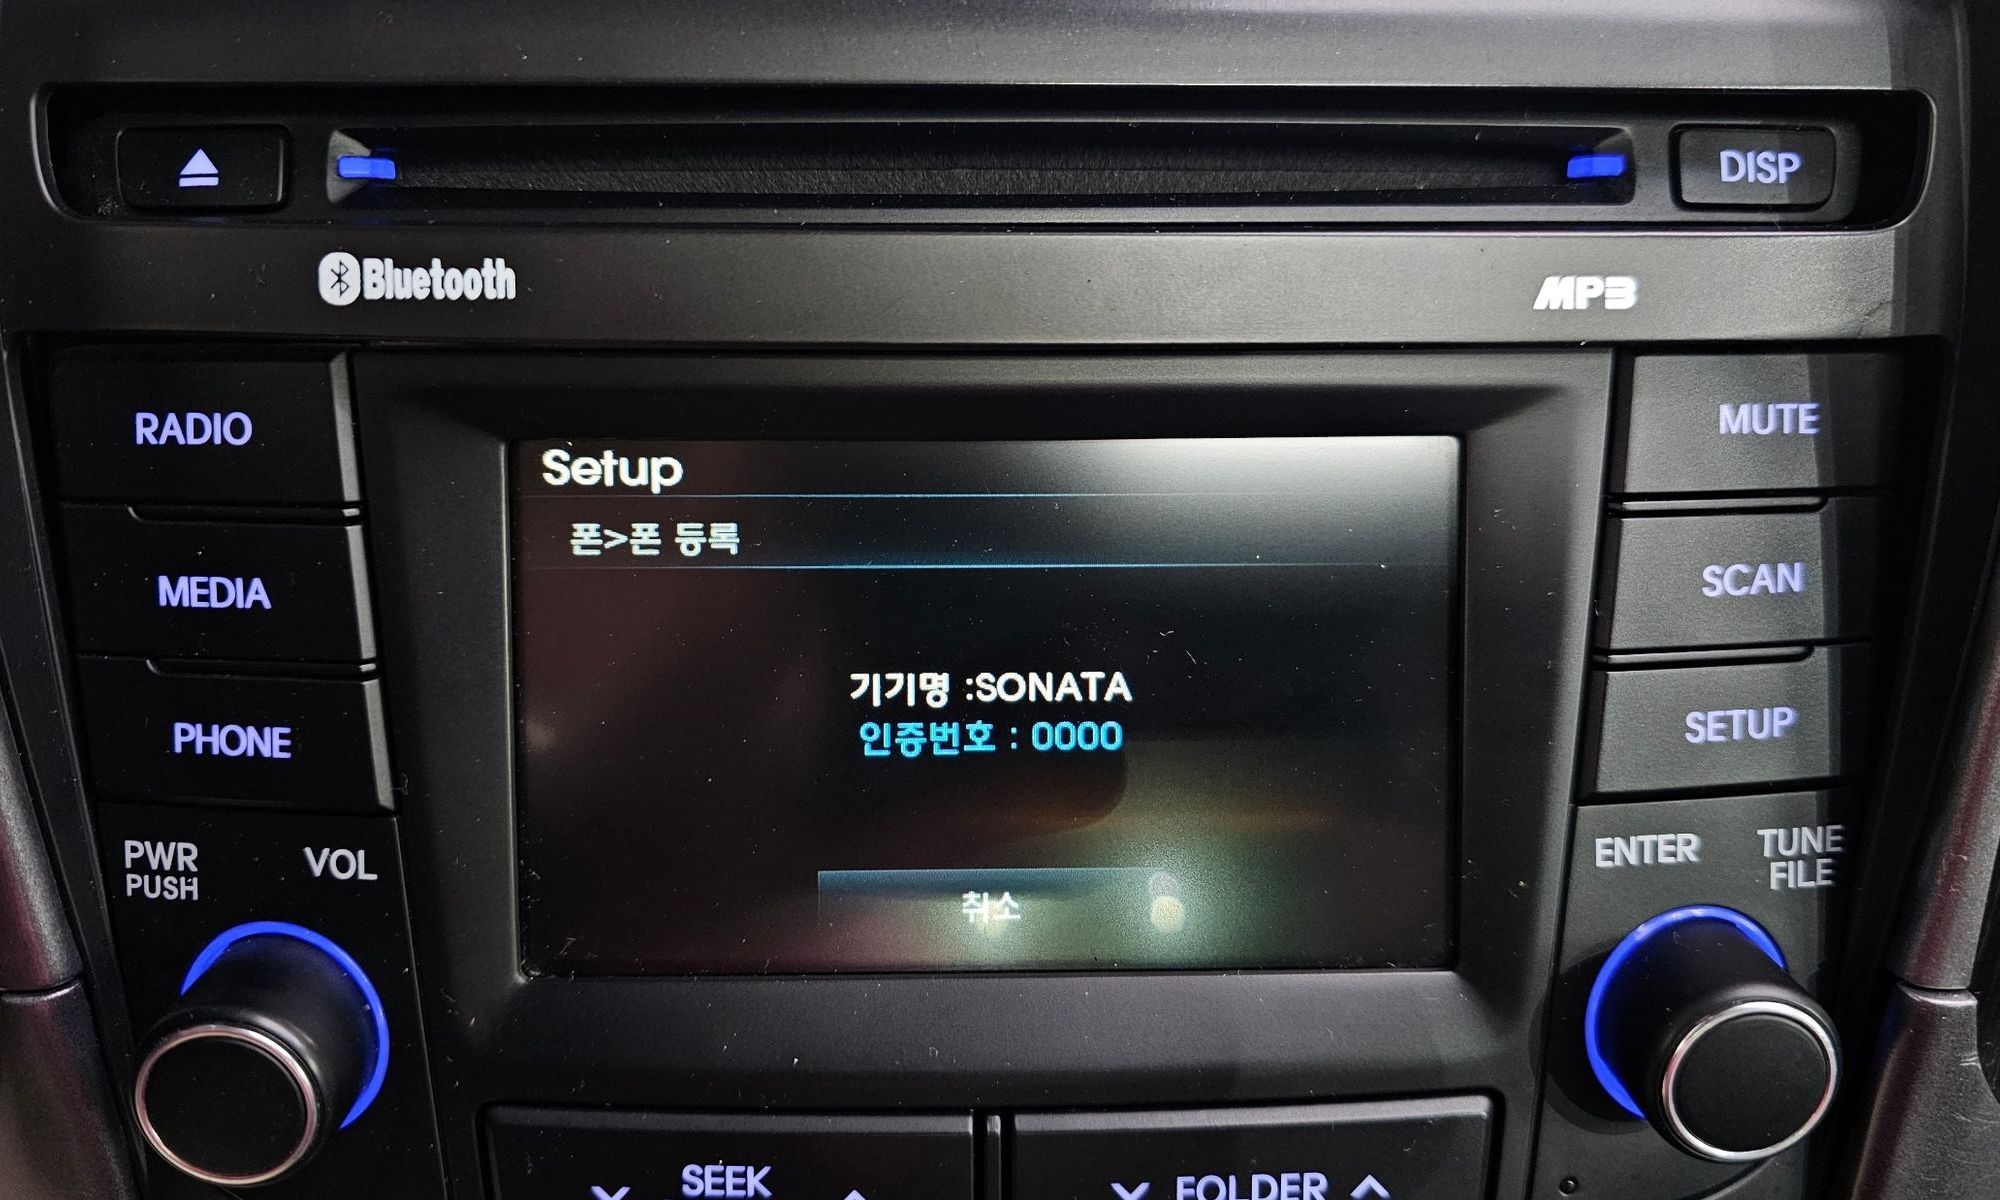 DISP
Bluetooth
MP3
RADIO
MUTE
Setup
폰>폰 등록
MEDIA
SCAN
기기명 :SONATA
인증번호 : 0000
PHONE
SETUP
PWR
PUSH
VOL
취소
ENTER
TUNE
FILE
SEEK
FOLDER